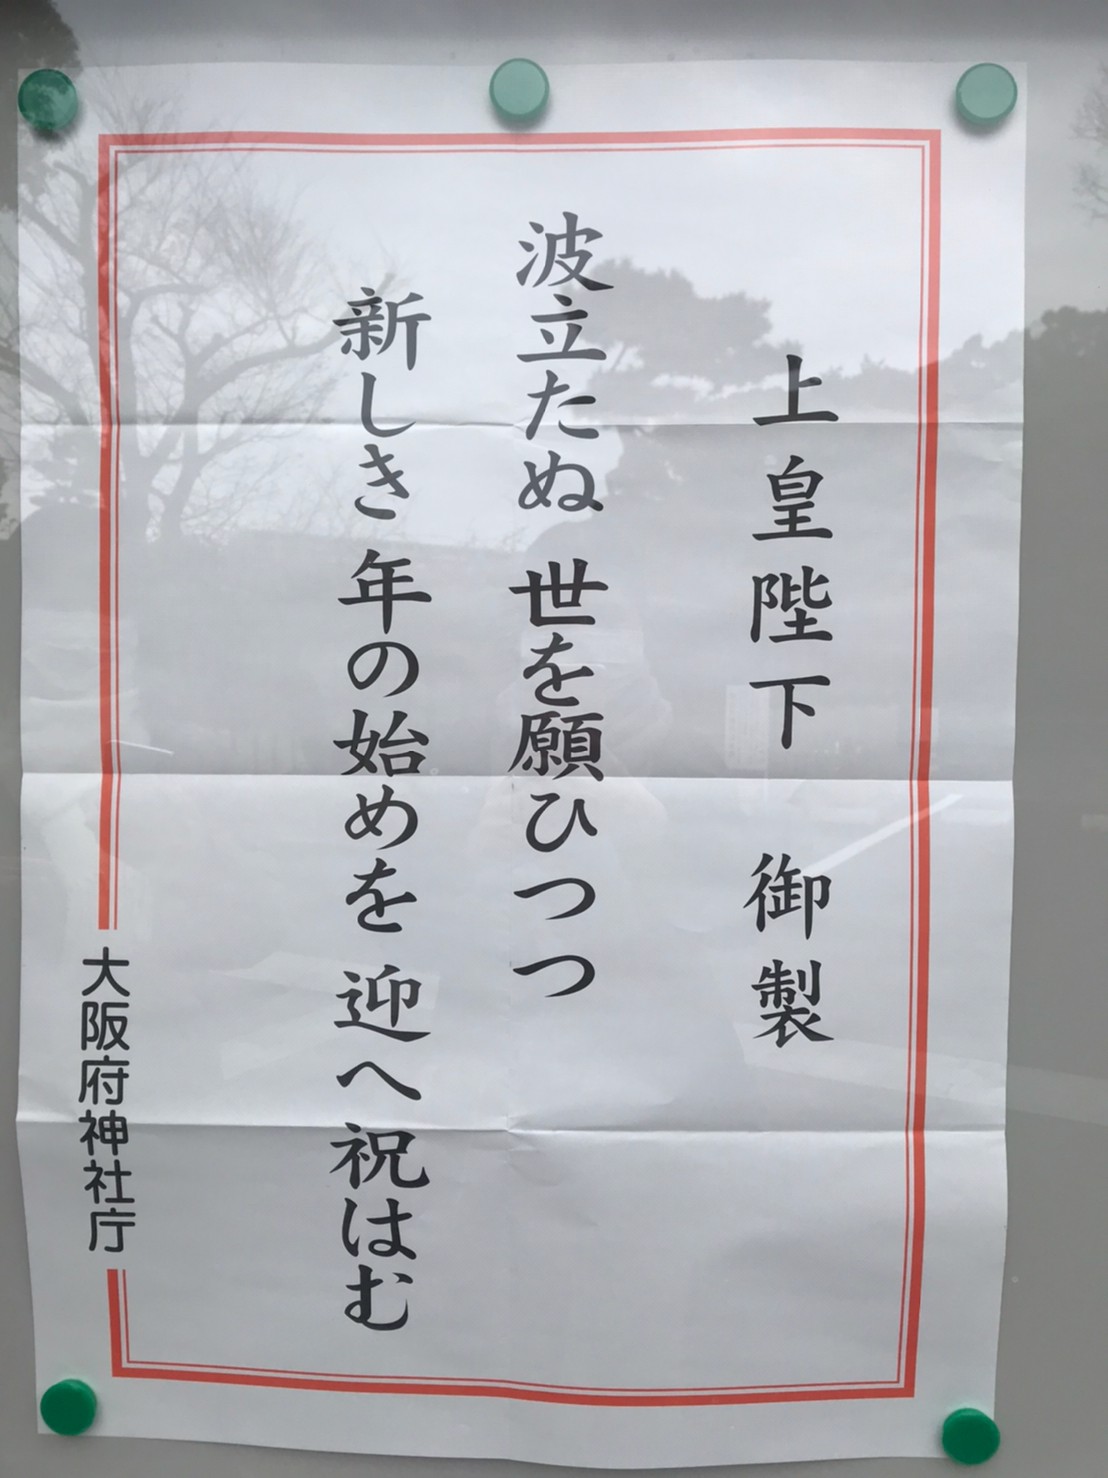 上皇陛下　御製
波立たぬ　世を願ひつつ
新しき　年の始めを　迎へ祝はむ
大阪府神社庁